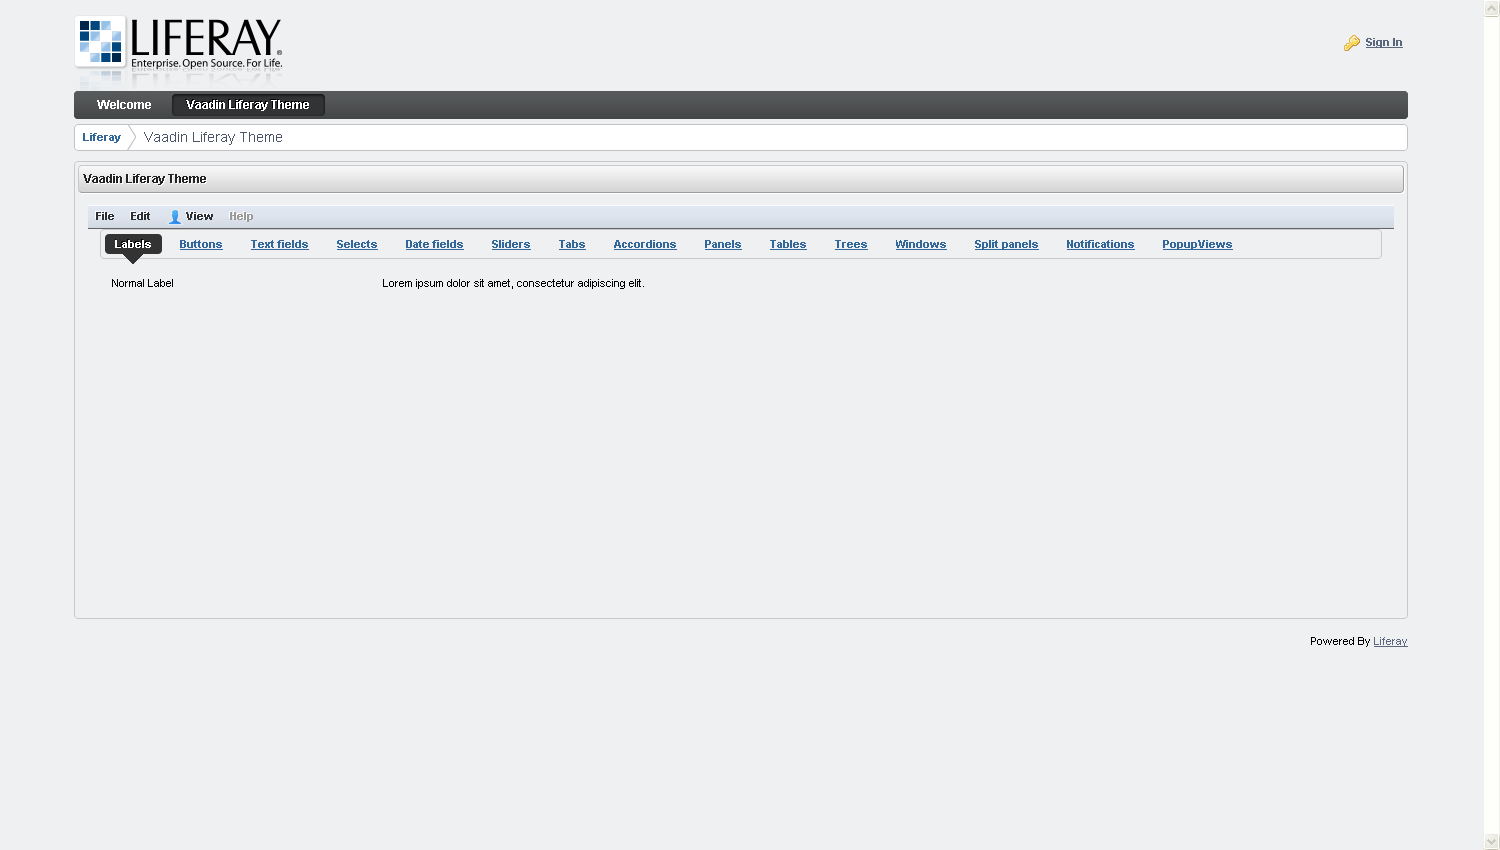 LIFERAY®
Enterprise. Open Source. For Life.
Sign In
Welcome Vaadin Liferay Theme
Liferay Vaadin Liferay Theme
Vaadin Liferay Theme
File Edit View Help
Labels Buttons Text fields Selects Date fields Sliders Tabs Accordions Panels Tables Trees Windows Split panels Notifications PopupViews
Normal Label Lorem ipsum dolor sit amet, consectetur adipiscing elit.
Powered By Liferay